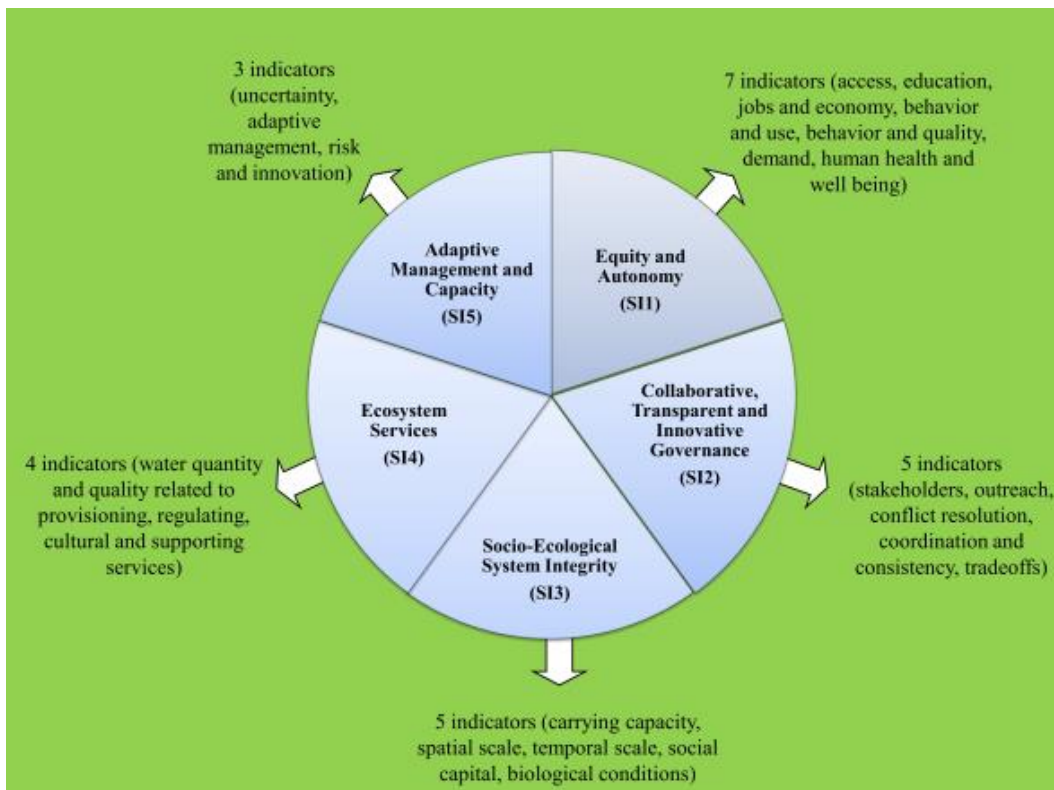 3 indicators
(uncertainty,
adaptive
management, risk
and innovation)
7 indicators (access, education,
jobs and economy, behavior
and use, behavior and quality,
demand, human health and
well being)
Adaptive
Management and
Capacity
(SI5)
Equity and
Autonomy
(SI1)
Ecosystem
Services
(SI4)
Collaborative,
Transparent and
Innovative
Governance
(SI2)
4 indicators (water quantity
and quality related to
provisioning, regulating,
cultural and supporting
services)
5 indicators
(stakeholders, outreach,
conflict resolution,
coordination and
consistency, tradeoffs)
Socio-Ecological
System Integrity
(SI3)
5 indicators (carrying capacity,
spatial scale, temporal scale, social
capital, biological conditions)